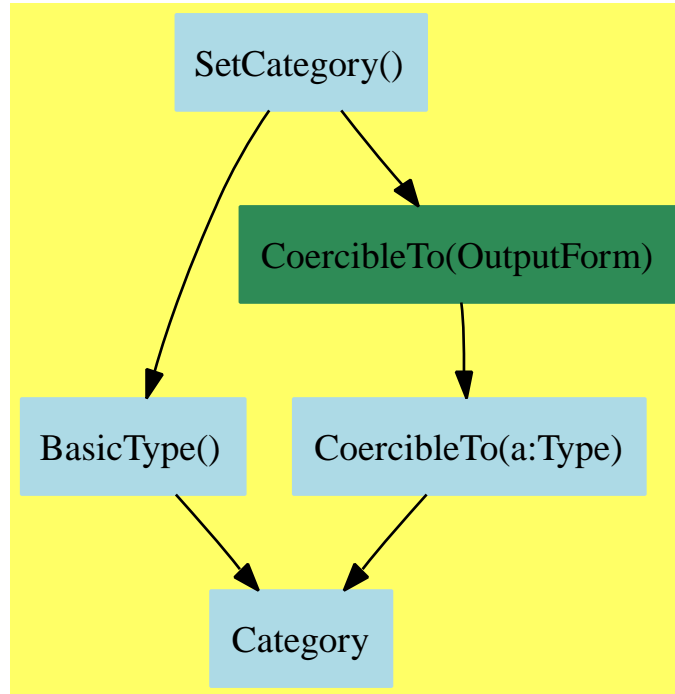 SetCategory()
CoercibleTo(OutputForm)
BasicType()
CoercibleTo(a:Type)
Category